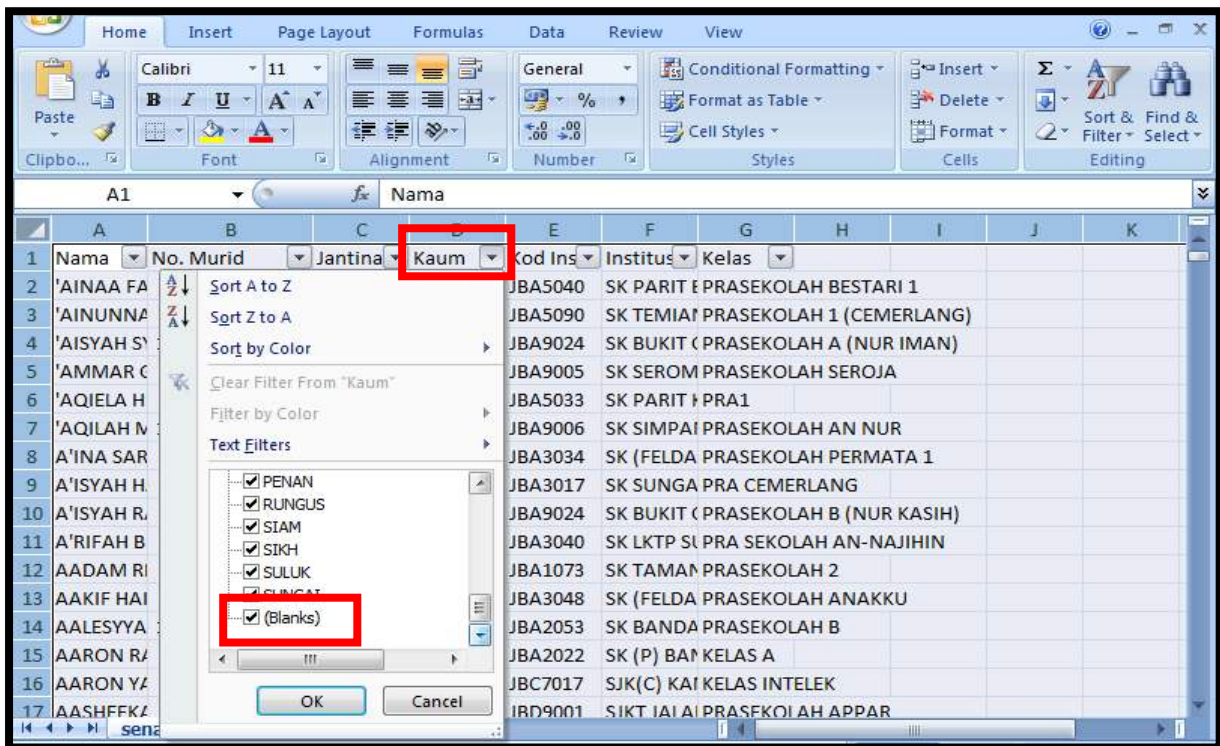 Home Insert Page Layout Formulas Data Review View
Calibri 11 General Conditional Formatting Insert Σ
Paste B I U A A % , Format as Table Delete Sort & Find &
A Cell Styles Format Filter Select
Clipbo... Font Alignment Number Styles Cells Editing
A1 fx Nama
A B C D E F G H I J K
1 Nama No. Murid Jantina Kaum Kod Ins Institus Kelas
2 'AINAA FA Sort A to Z JBA5040 SK PARIT PRASEKOLAH BESTARI 1
3 'AINUNNA Sort Z to A JBA5090 SK TEMIAN PRASEKOLAH 1 (CEMERLANG)
4 'AISYAH SY Sort by Color JBA9024 SK BUKIT PRASEKOLAH A (NUR IMAN)
5 'AMMAR Clear Filter From "Kaum" JBA9005 SK SEROM PRASEKOLAH SEROJA
6 'AQIELA H Filter by Color JBA5033 SK PARIT PRA1
7 'AQILAH Text Filters JBA9006 SK SIMPA PRASEKOLAH AN NUR
8 A'INA SAR JBA3034 SK (FELDA PRASEKOLAH PERMATA 1
PENAN
9 A'ISYAH H JBA3017 SK SUNGA PRA CEMERLANG
RUNGUS
10 A'ISYAH JBA9024 SK BUKIT PRASEKOLAH B (NUR KASIH)
SIAM
11 A'RIFAH B SIKH JBA3040 SK LKTP PRA SEKOLAH AN-NAJIHIN
12 AADAM SULUK JBA1073 SK TAMAN PRASEKOLAH 2
SUNGAI
13 AAKIF HAI JBA3048 SK (FELDA PRASEKOLAH ANAKKU
14 AALESYYA (Blanks) JBA2053 SK BANDA PRASEKOLAH B
15 AARON JBA2022 SK (P) KELAS A
16 AARON OK Cancel JBC7017 SJK(C) KELAS INTELEK
17 AASHEEKA JBD9001 SJKT PRASEKOLAH APPAR
sena